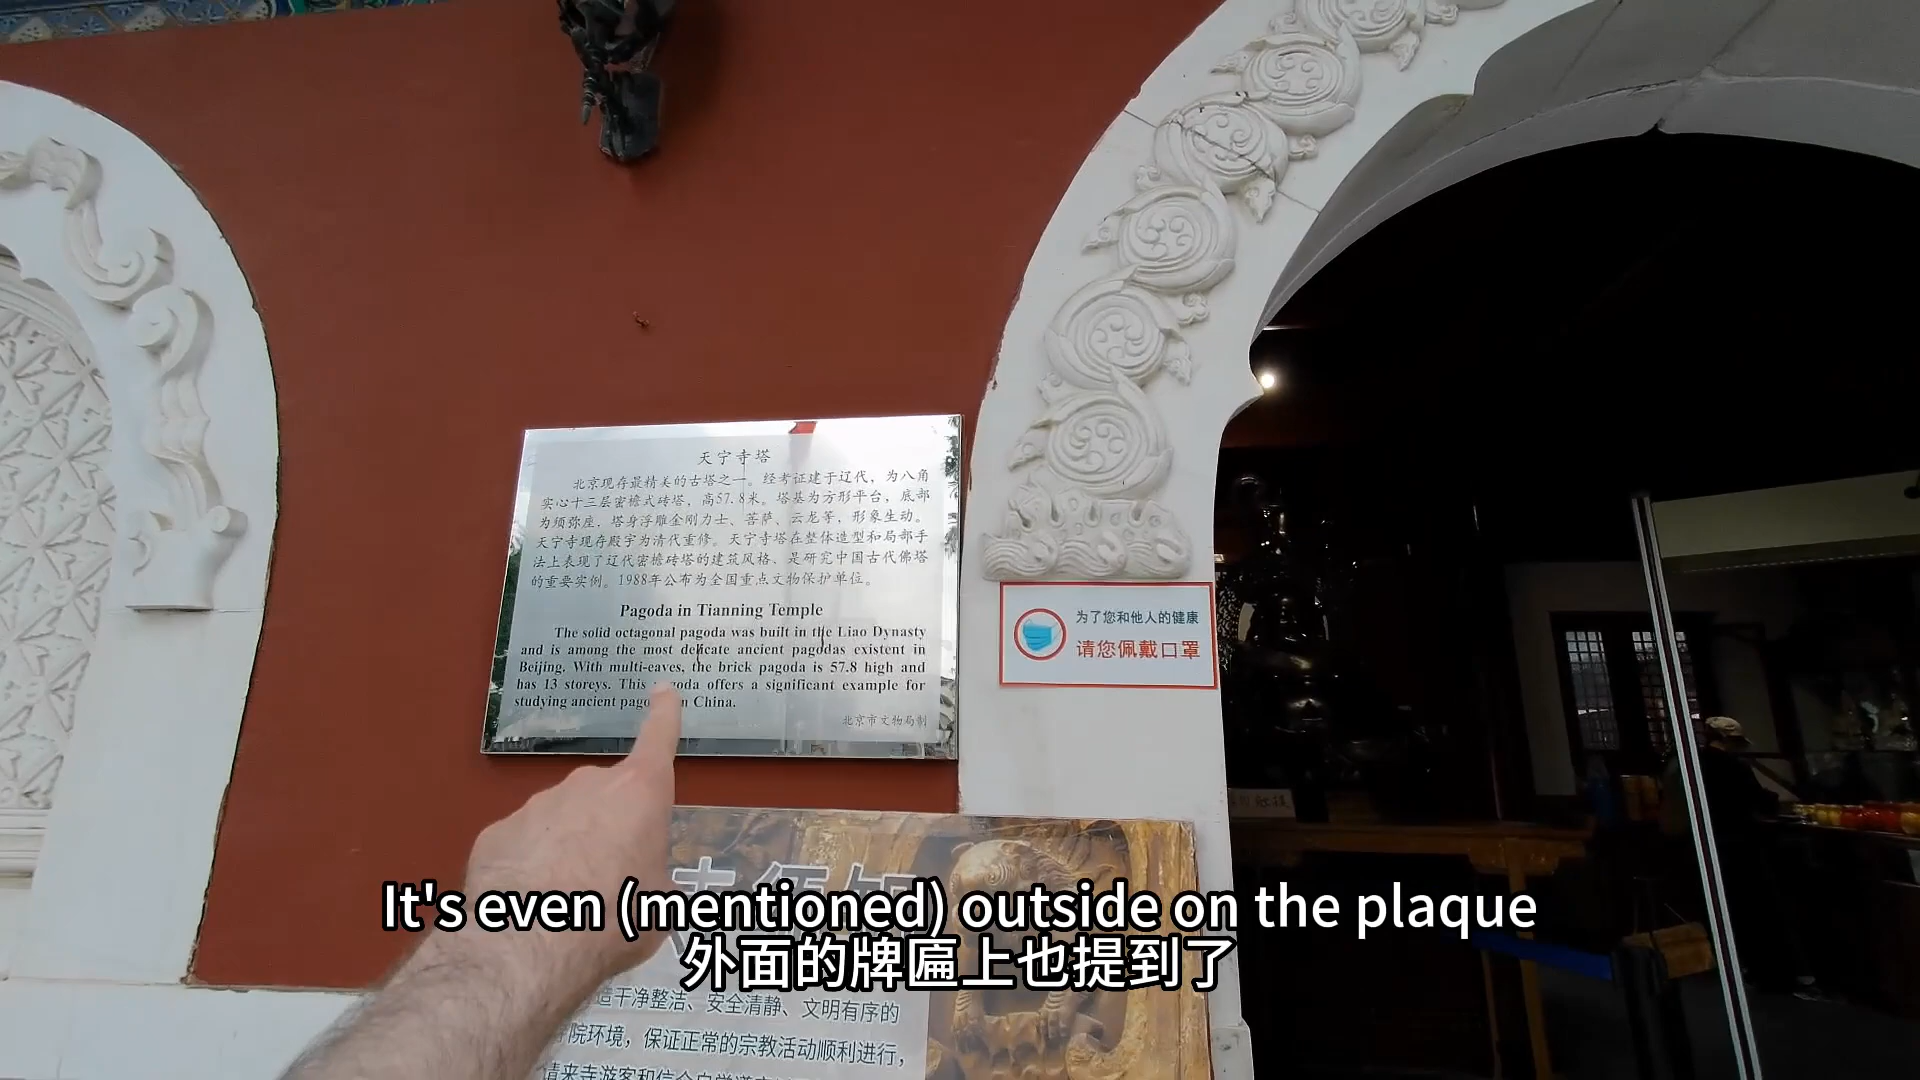 天宁寺塔
北京现存最精美的古塔之一。经考证建于辽代，为八角
实心十三层密檐式砖塔，高57.8米。塔基为方形平台，底部
为须弥座，塔身浮雕金刚力士、菩萨、云龙等，形象生动。
天宁寺现存殿宇为清代重修。天宁寺塔在整体造型和局部手
法上表现了辽代密檐砖塔的建筑风格、是研究中国古代佛塔
的重要实例。1988年公布为全国重点文物保护单位。
Pagoda in Tianning Temple
The solid octagonal pagoda was built in the Liao Dynasty
and is among the most delicate ancient pagodas existent in
Beijing. With multi-eaves, the brick pagoda is 57.8 high and
has 13 storeys. This pagoda offers a significant example for
studying ancient China.
北京市文物局制
为了您和他人的健康
请您佩戴口罩
It's even (mentioned) outside on the plaque
外面的牌匾上也提到了
造干净整洁、安全清静、文明有序的
院环境，保证正常的宗教活动顺利进行，